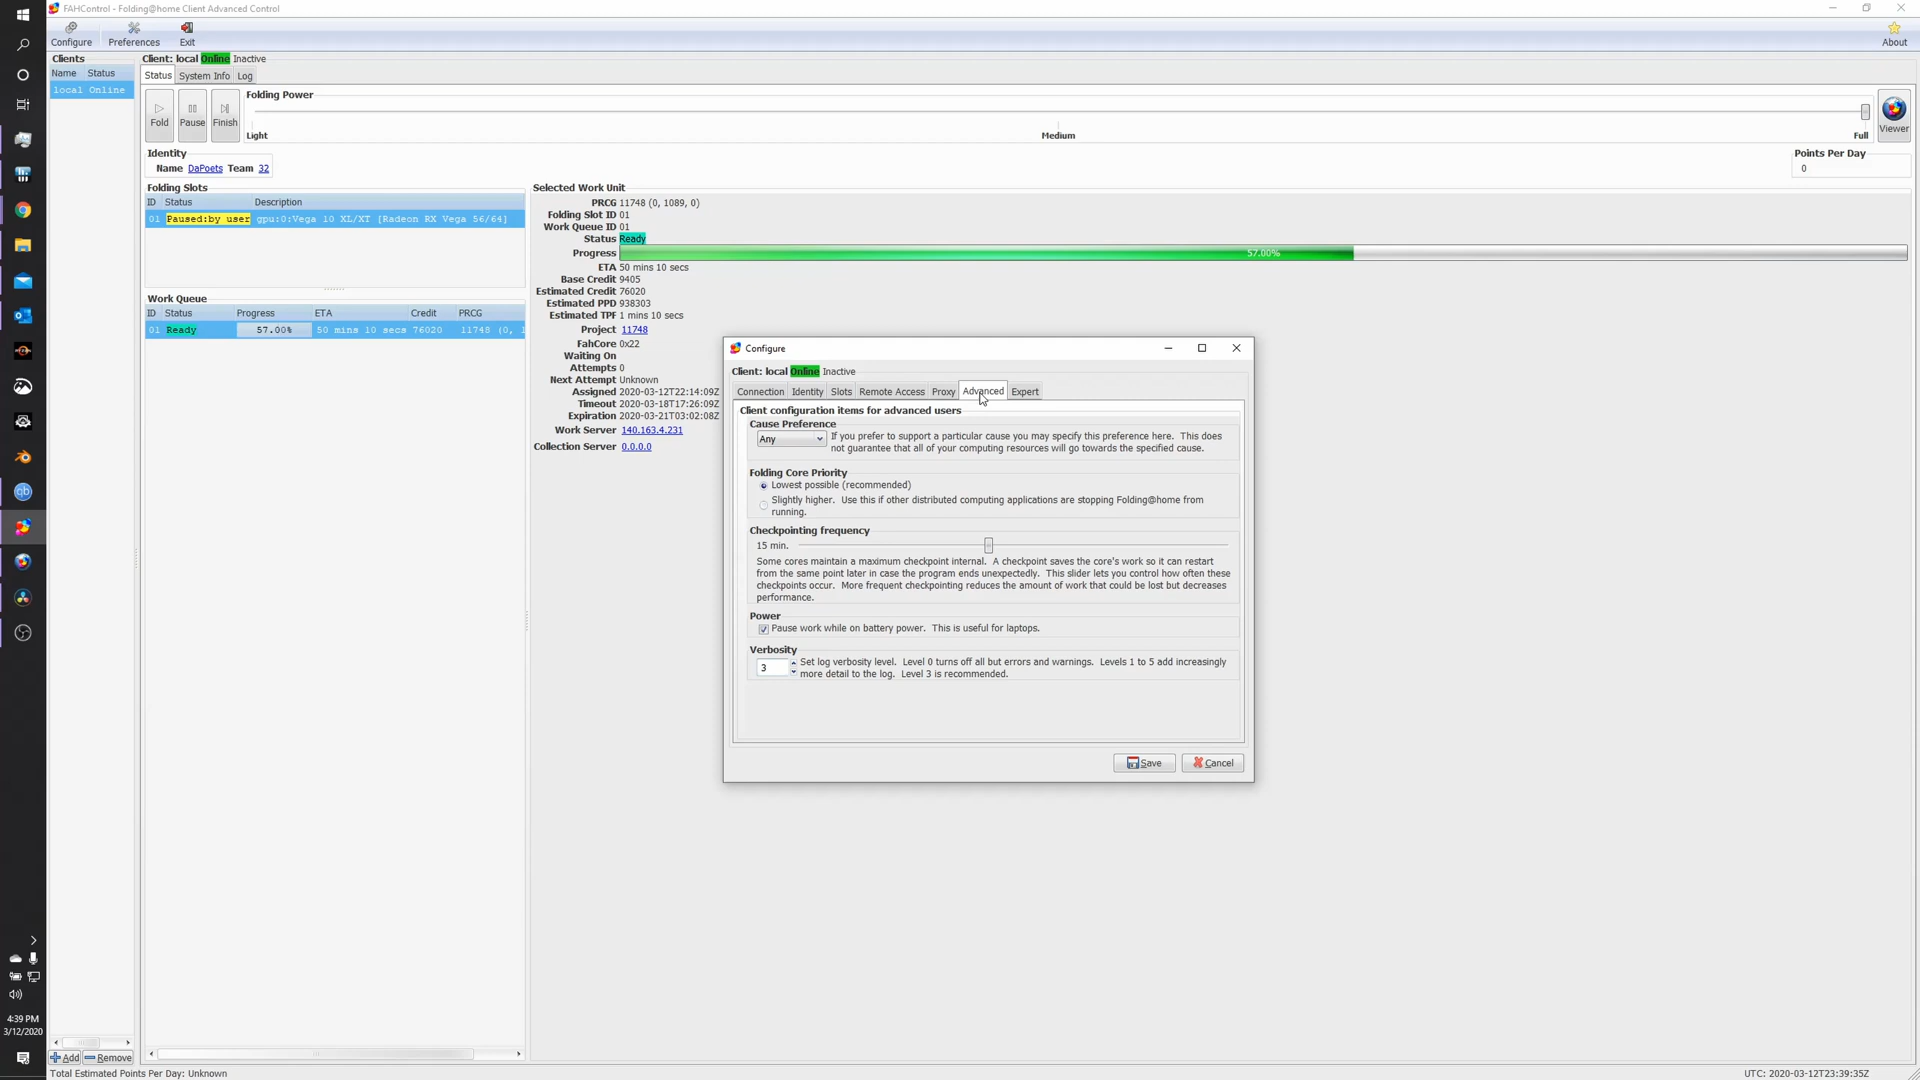 FAHControl - Folding@home Client Advanced Control
Configure Preferences Exit About
Clients
Name Status
local Online
Client: local Online Inactive
Status System Info Log
Fold Pause Finish
Folding Power
Light Medium Full
Viewer
Identity
Name DaPoets Team 32
Points Per Day
0
Folding Slots
ID Status Description
01 Paused:by user gpu:0:Vega 10 XL/XT [Radeon RX Vega 56/64]
Work Queue
ID Status Progress ETA Credit PRCG
01 Ready 57.00% 50 mins 10 secs 76020 11748 (0, 1
Selected Work Unit
PRCG 11748 (0, 1089, 0)
Folding Slot ID 01
Work Queue ID 01
Status Ready
Progress 57.00%
ETA 50 mins 10 secs
Base Credit 9405
Estimated Credit 76020
Estimated PPD 938303
Estimated TPF 1 mins 10 secs
Project 11748
FahCore 0x22
Waiting On
Attempts 0
Next Attempt Unknown
Assigned 2020-03-12T22:14:09Z
Timeout 2020-03-18T17:26:09Z
Expiration 2020-03-21T03:02:08Z
Work Server 140.163.4.231
Collection Server 0.0.0.0
Configure
Client: local Online Inactive
Connection Identity Slots Remote Access Proxy Advanced Expert
Client configuration items for advanced users
Cause Preference
Any
If you prefer to support a particular cause you may specify this preference here. This does
not guarantee that all of your computing resources will go towards the specified cause.
Folding Core Priority
Lowest possible (recommended)
Slightly higher. Use this if other distributed computing applications are stopping Folding@home from
running.
Checkpointing frequency
15 min.
Some cores maintain a maximum checkpoint internal. A checkpoint saves the core's work so it can restart
from the same point later in case the program ends unexpectedly. This slider lets you control how often these
checkpoints occur. More frequent checkpointing reduces the amount of work that could be lost but decreases
performance.
Power
Pause work while on battery power. This is useful for laptops.
Verbosity
3
Set log verbosity level. Level 0 turns off all but errors and warnings. Levels 1 to 5 add increasingly
more detail to the log. Level 3 is recommended.
Save Cancel
qb
4:39 PM
3/12/2020
Add Remove
Total Estimated Points Per Day: Unknown
UTC: 2020-03-12T23:39:35Z